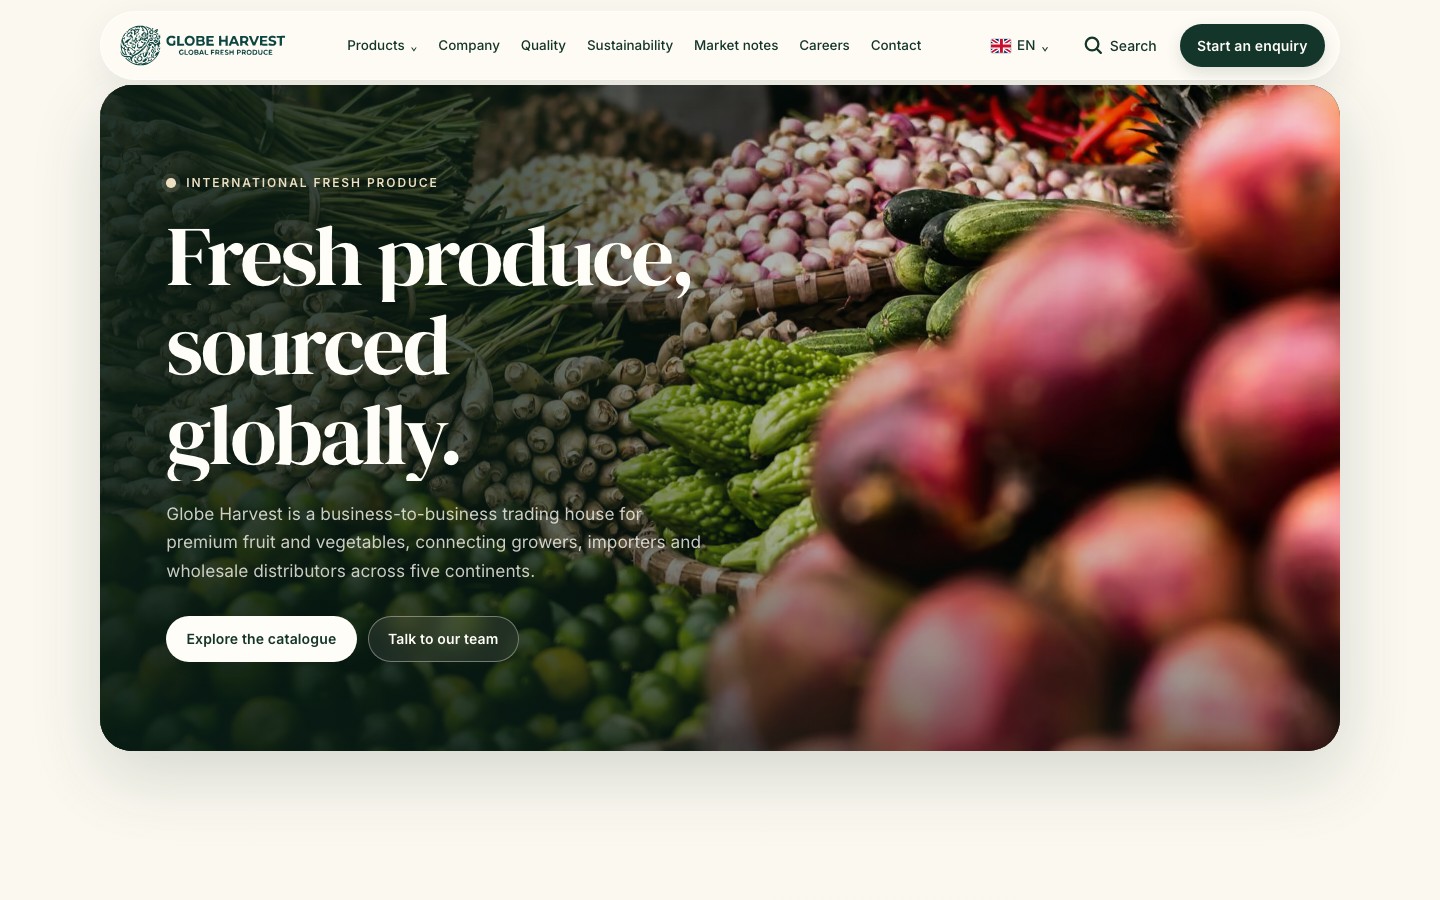 GLOBE HARVEST
GLOBAL FRESH PRODUCE
Products
Company
Quality
Sustainability
Market notes
Careers
Contact
EN
Search
Start an enquiry
INTERNATIONAL FRESH PRODUCE
Fresh produce,
sourced
globally.
Globe Harvest is a business-to-business trading house for
premium fruit and vegetables, connecting growers, importers and
wholesale distributors across five continents.
Explore the catalogue
Talk to our team